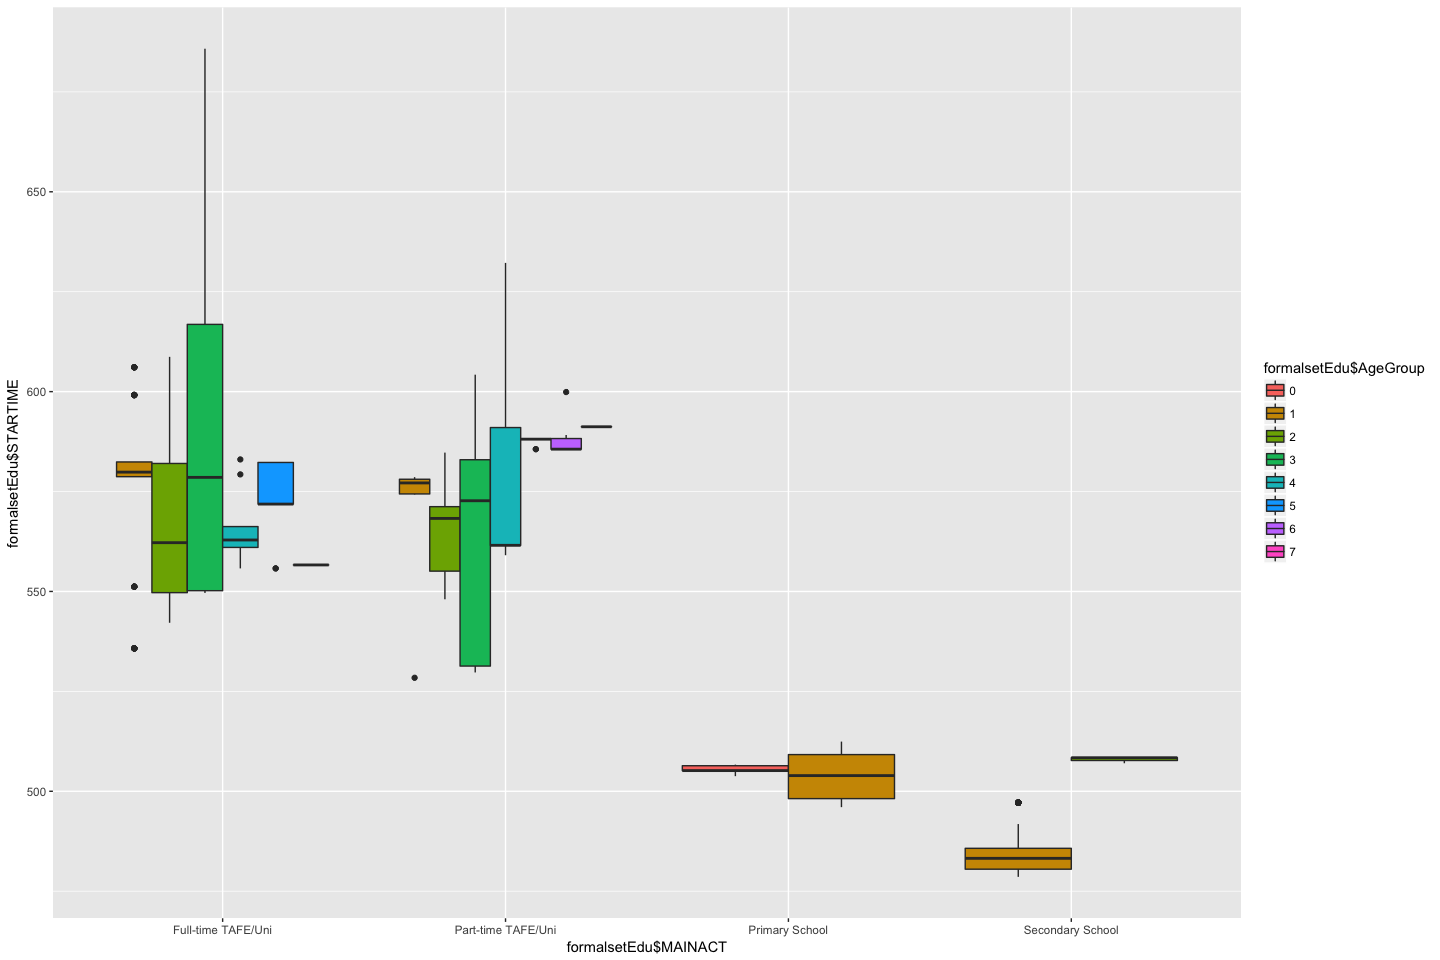 formalsetEdu$STARTIME
650
600
550
500
Full-time TAFE/Uni
Part-time TAFE/Uni
Primary School
Secondary School
formalsetEdu$MAINACT
formalsetEdu$AgeGroup
0
1
2
3
4
5
6
7